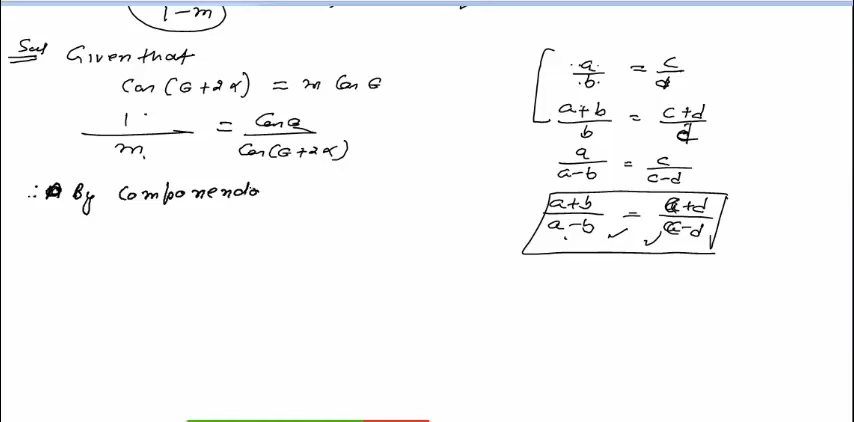 1-m
Sol Given that
Cos(θ+2α) = m Cos θ
1/m = Cosθ/Cos(θ+2α)
∴ By Componendo
a/b = c/d
a+b/b = c+d/d
a/a-b = c/c-d
a+b/a-b = c+d/c-d